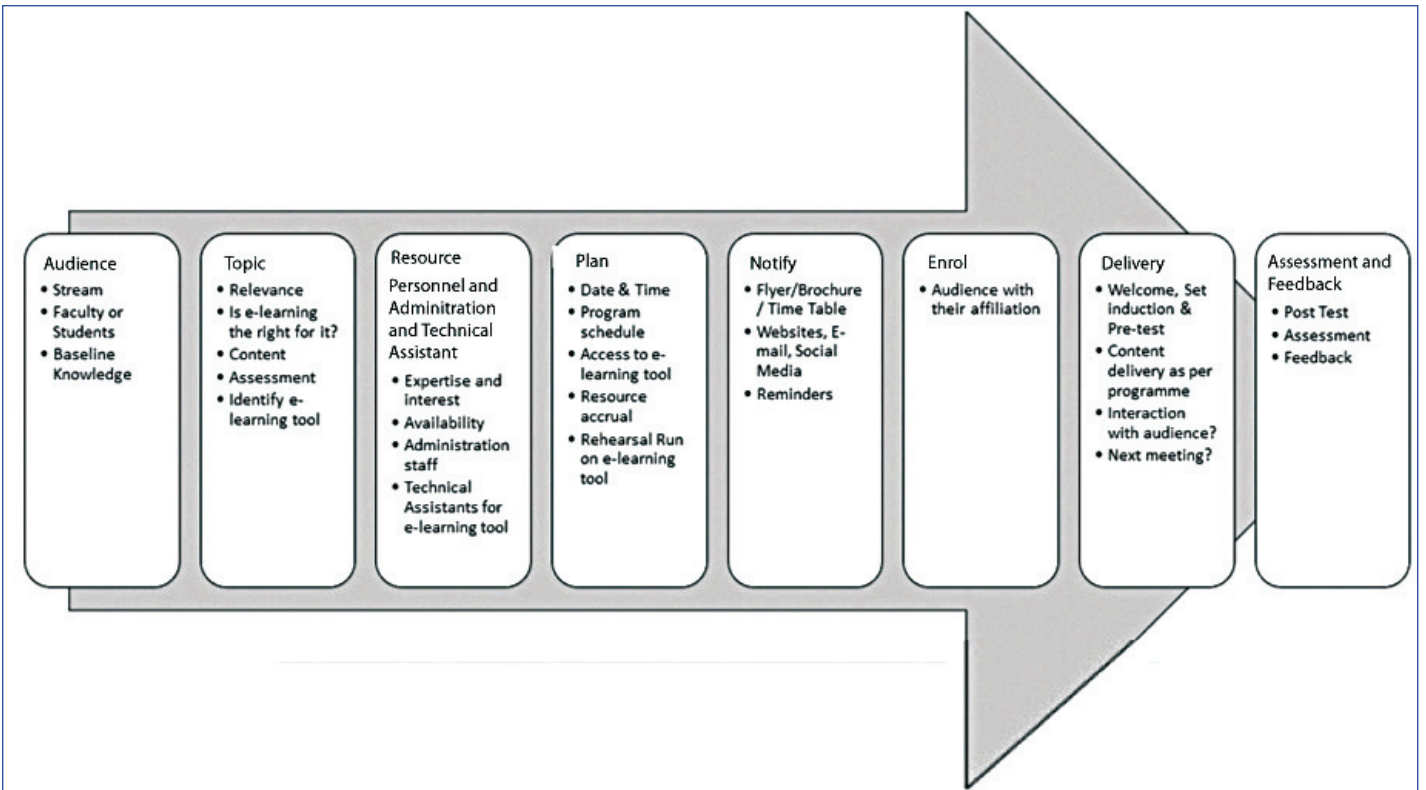 Audience
• Stream
• Faculty or
Students
• Baseline
Knowledge
Topic
• Relevance
• Is e-learning
the right for it?
• Content
• Assessment
• Identify e-
learning tool
Resource
Personnel and
Adminitration
and Technical
Assistant
• Expertise and
interest
• Availability
• Administration
staff
• Technical
Assistants for
e-learning tool
Plan
• Date & Time
• Program
schedule
• Access to e-
learning tool
• Resource
accrual
• Rehearsal Run
on e-learning
tool
Notify
• Flyer/Brochure
/ Time Table
• Websites, E-
mail, Social
Media
• Reminders
Enrol
• Audience with
their affiliation
Delivery
• Welcome, Set
induction &
Pre-test
• Content
delivery as per
programme
• Interaction
with audience?
• Next meeting?
Assessment and
Feedback
• Post Test
• Assessment
• Feedback